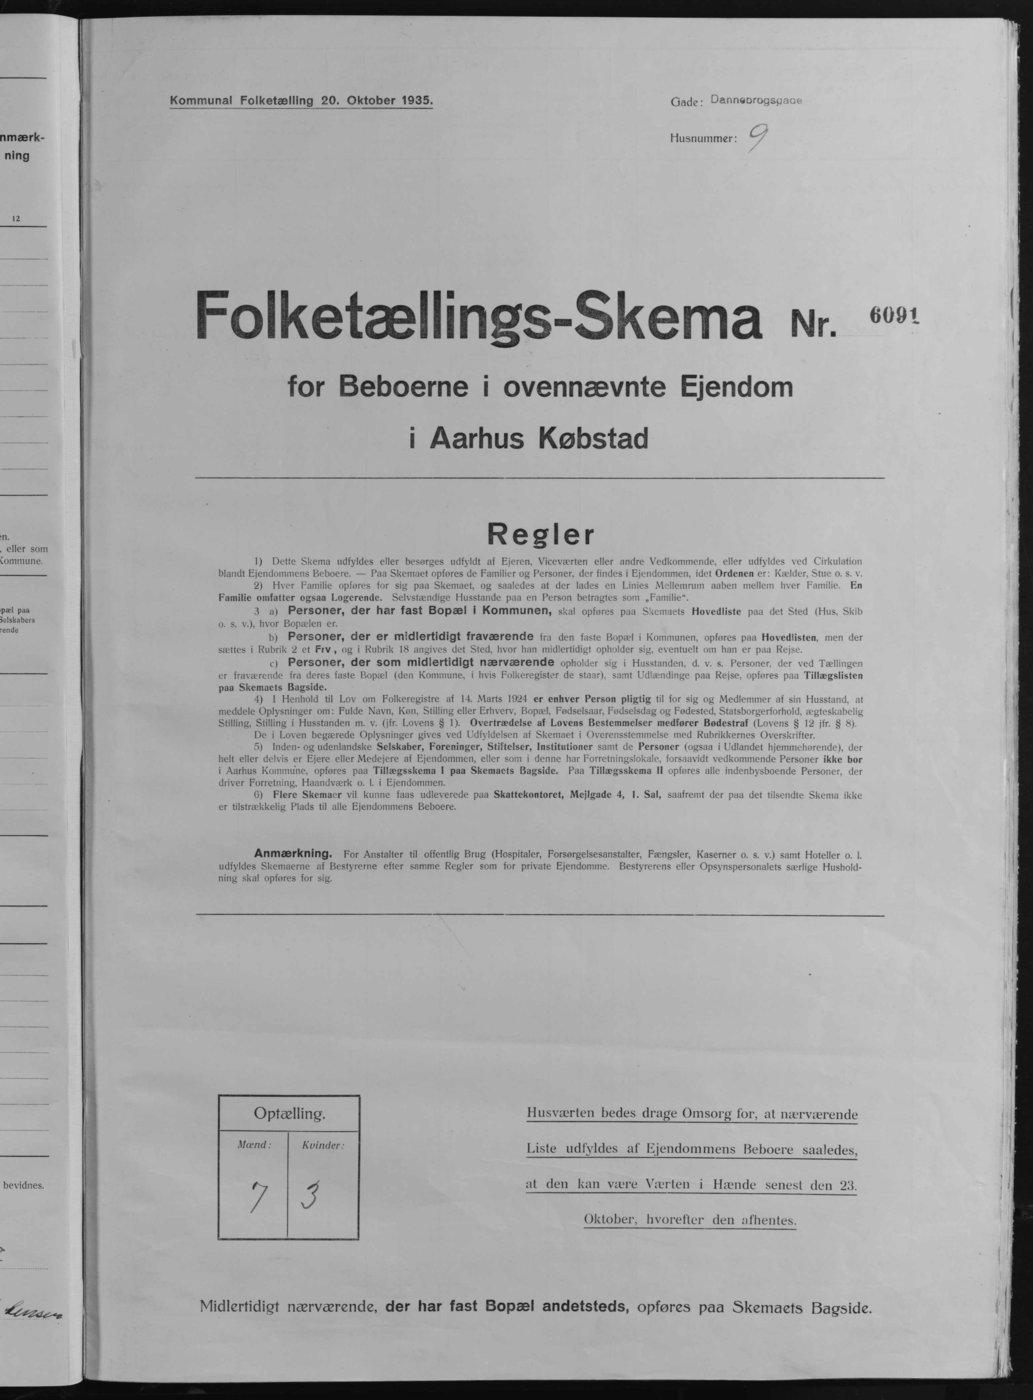 nmærk-
ning
12
en.
, eller som
Kommune.
opæl paa
Selskabers
rende
bevidnes.
Kommunal Folketælling 20. Oktober 1935.
Gade: Dannebrogsgade
Husnummer: 9
Folketællings-Skema Nr. 6091
for Beboerne i ovennævnte Ejendom
i Aarhus Købstad
Regler
1) Dette Skema udfyldes eller besørges udfyldt af Ejeren, Viceværten eller andre Vedkommende, eller udfyldes ved Cirkulation
blandt Ejendommens Beboere. — Paa Skemaet opføres de Familier og Personer, der findes i Ejendommen, idet Ordenen er: Kælder, Stue o. s. v.
2) Hver Familie opføres for sig paa Skemaet, og saaledes at der lades en Linies Mellemrum aaben mellem hver Familie. En
Familie omfatter ogsaa Logerende. Selvstændige Husstande paa en Person betragtes som „Familie".
3 a) Personer, der har fast Bopæl i Kommunen, skal opføres paa Skemaets Hovedliste paa det Sted (Hus, Skib
o. s. v.), hvor Bopælen er.
b) Personer, der er midlertidigt fraværende fra den faste Bopæl i Kommunen, opføres paa Hovedlisten, men der
sættes i Rubrik 2 et Frv., og i Rubrik 18 angives det Sted, hvor han midlertidigt opholder sig, eventuelt om han er paa Rejse.
c) Personer, der som midlertidigt nærværende opholder sig i Husstanden, d. v. s. Personer, der ved Tællingen
er fraværende fra deres faste Bopæl (den Kommune, i hvis Folkeregister de staar), samt Udlændinge paa Rejse, opføres paa Tillægslisten
paa Skemaets Bagside.
4) I Henhold til Lov om Folkeregistre af 14. Marts 1924 er enhver Person pligtig til for sig og Medlemmer af sin Husstand, at
meddele Oplysninger om: Fulde Navn, Køn, Stilling eller Erhverv, Bopæl, Fødselsaar, Fødselsdag og Fødested, Statsborgerforhold, ægteskabelig
Stilling, Stilling i Husstanden m. v. (jfr. Lovens § 1). Overtrædelse af Lovens Bestemmelser medfører Bødestraf (Lovens § 12 jfr. § 8).
De i Loven begærede Oplysninger gives ved Udfyldelsen af Skemaet i Overensstemmelse med Rubrikkernes Overskrifter.
5) Inden- og udenlandske Selskaber, Foreninger, Stiftelser, Institutioner samt de Personer (ogsaa i Udlandet hjemmehørende), der
helt eller delvis er Ejere eller Medejere af Ejendommen, eller som i denne har Forretningslokale, forsaavidt vedkommende Personer ikke bor
i Aarhus Kommune, opføres paa Tillægsskema I paa Skemaets Bagside. Paa Tillægsskema II opføres alle indenbysboende Personer, der
driver Forretning, Haandværk o. l. i Ejendommen.
6) Flere Skemaer vil kunne faas udleverede paa Skattekontoret, Mejlgade 4, 1. Sal, saafremt der paa det tilsendte Skema ikke
er tilstrækkelig Plads til alle Ejendommens Beboere.
Anmærkning. For Anstalter til offentlig Brug (Hospitaler, Forsørgelsesanstalter, Fængsler, Kaserner o. s. v.) samt Hoteller o. l.
udfyldes Skemaerne af Bestyrerne efter samme Regler som for private Ejendomme. Bestyrerens eller Opsynspersonalets særlige Hushold-
ning skal opføres for sig.
Optælling.
Mænd: Kvinder:
7 3
Husværten bedes drage Omsorg for, at nærværende
Liste udfyldes af Ejendommens Beboere saaledes,
at den kan være Værten i Hænde senest den 23.
Oktober, hvorefter den afhentes.
Midlertidigt nærværende, der har fast Bopæl andetsteds, opføres paa Skemaets Bagside.